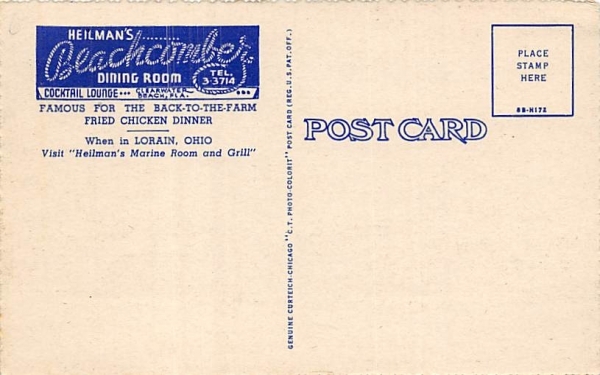 HEILMAN'S
Beachcomber
DINING ROOM
TEL.
3-3714
COCKTAIL LOUNGE••• CLEARWATER BEACH, FLA. •••
FAMOUS FOR THE BACK-TO-THE-FARM
FRIED CHICKEN DINNER
When in LORAIN, OHIO
Visit "Heilman's Marine Room and Grill"
GENUINE CURTEICH-CHICAGO "C.T. PHOTO-COLORIT" POST CARD (REG. U.S. PAT. OFF.)
POST CARD
PLACE
STAMP
HERE
8B-H172